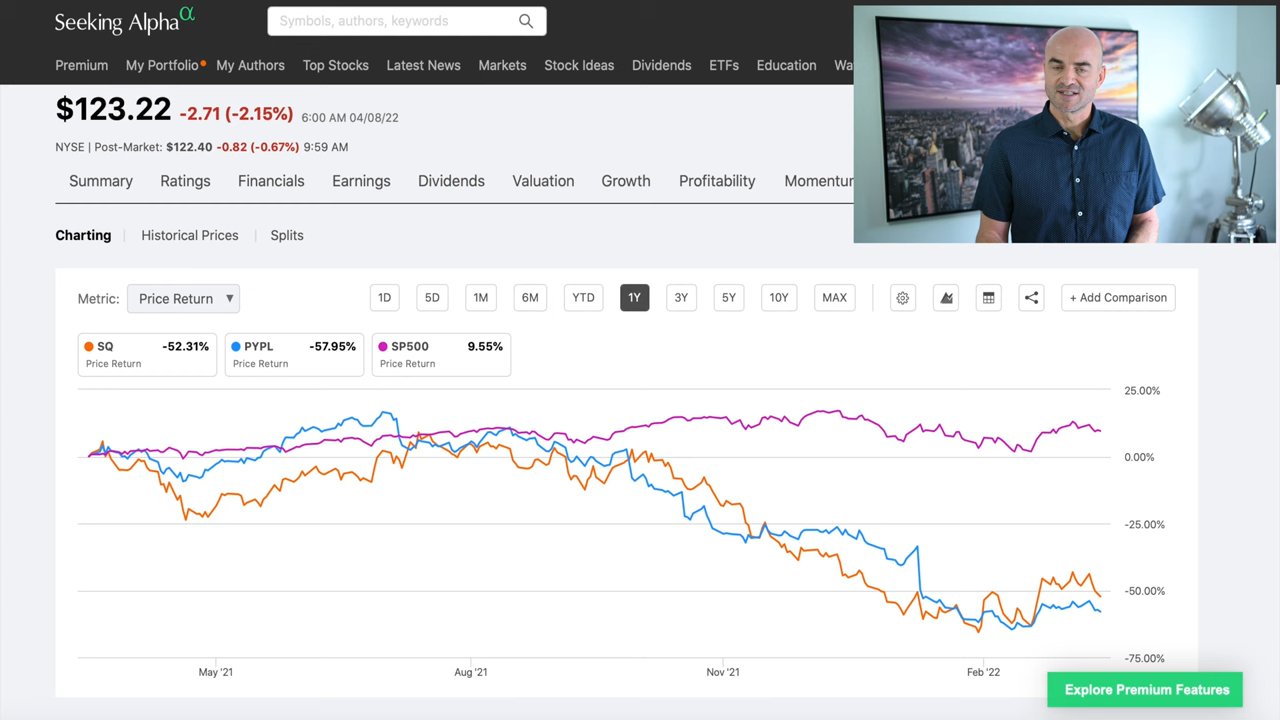 Seeking Alpha α
Symbols, authors, keywords
Premium My Portfolio My Authors Top Stocks Latest News Markets Stock Ideas Dividends ETFs Education
$123.22 -2.71 (-2.15%) 6:00 AM 04/08/22
NYSE | Post-Market: $122.40 -0.82 (-0.67%) 9:59 AM
Summary Ratings Financials Earnings Dividends Valuation Growth Profitability Momentum
Charting Historical Prices Splits
Metric: Price Return ▼ 1D 5D 1M 6M YTD 1Y 3Y 5Y 10Y MAX + Add Comparison
SQ -52.31% PYPL -57.95% SP500 9.55%
Price Return Price Return Price Return
25.00%
0.00%
-25.00%
-50.00%
-75.00%
May '21 Aug '21 Nov '21 Feb '22
Explore Premium Features